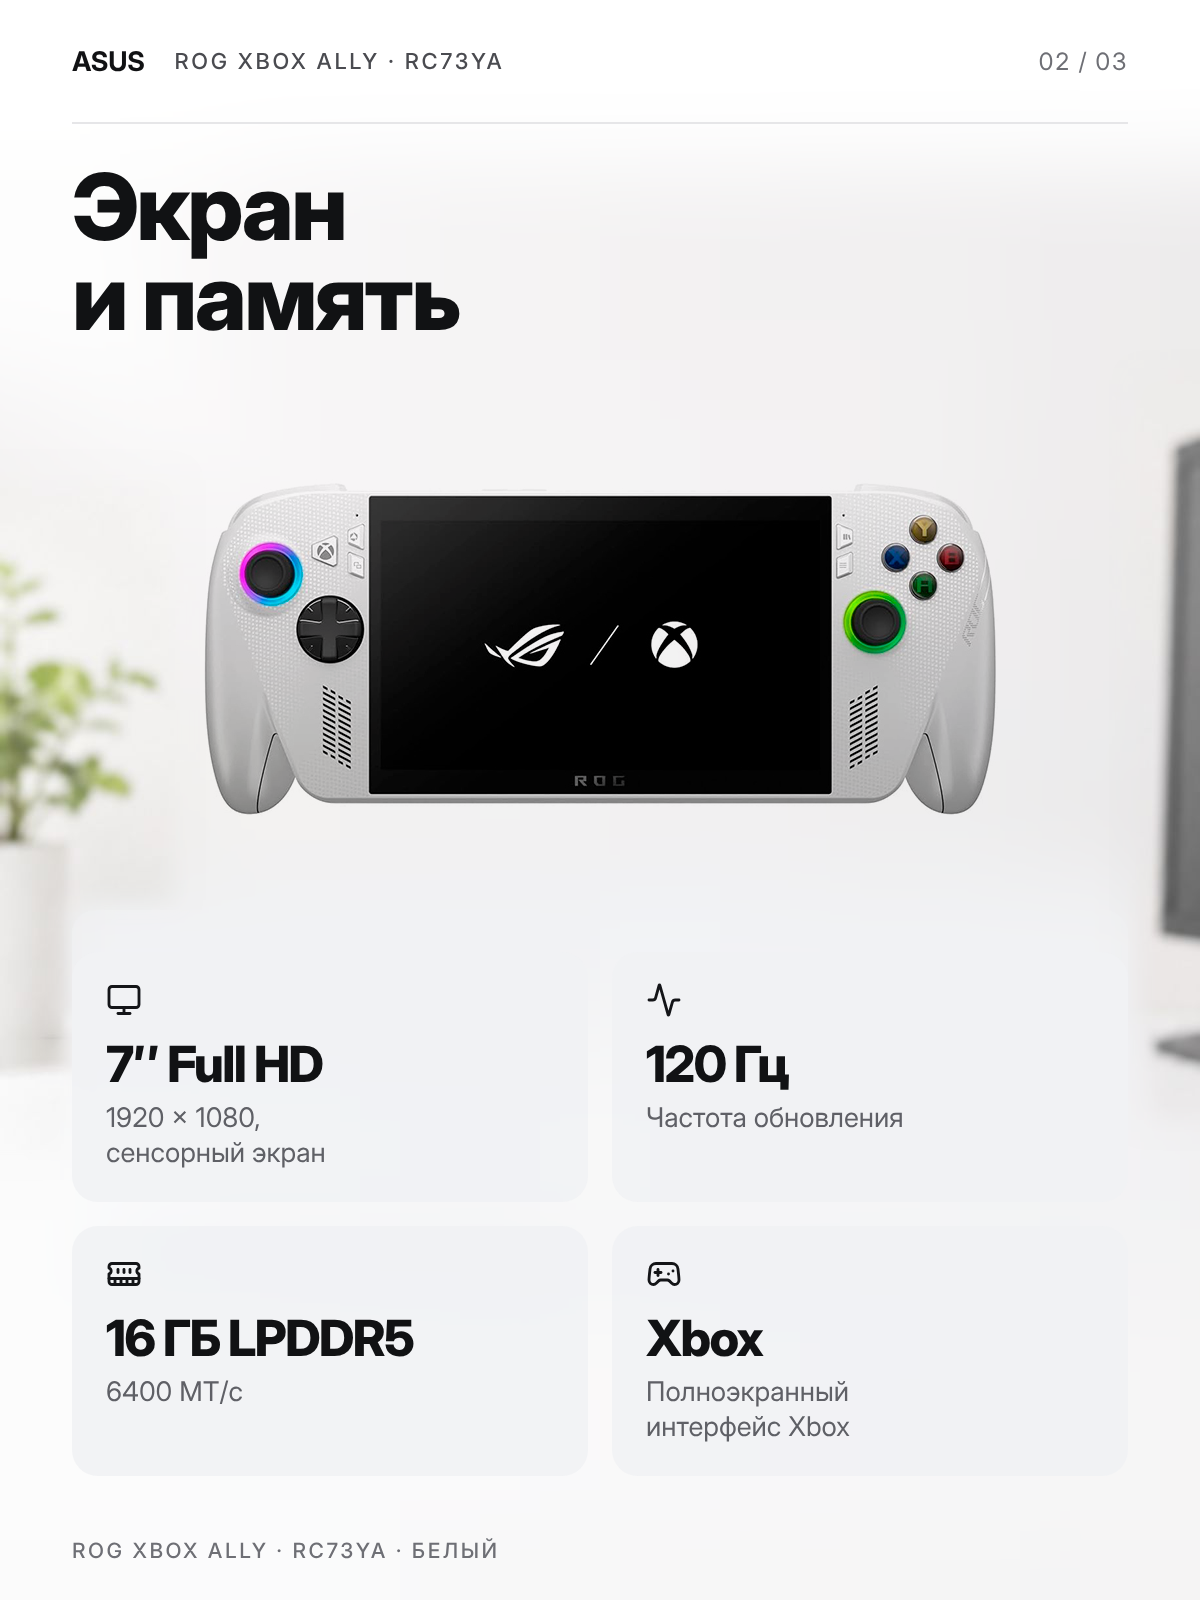 ASUS ROG XBOX ALLY · RC73YA 02 / 03
Экран
и память
Y
X B
A
ROG
ROG
7″ Full HD
1920 × 1080,
сенсорный экран
120 Гц
Частота обновления
16 ГБ LPDDR5
6400 МТ/с
Xbox
Полноэкранный
интерфейс Xbox
ROG XBOX ALLY · RC73YA · БЕЛЫЙ